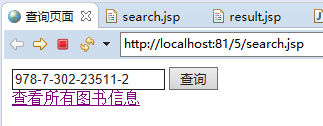 查询页面 search.jsp result.jsp
http://localhost:81/5/search.jsp
978-7-302-23511-2 查询
查看所有图书信息